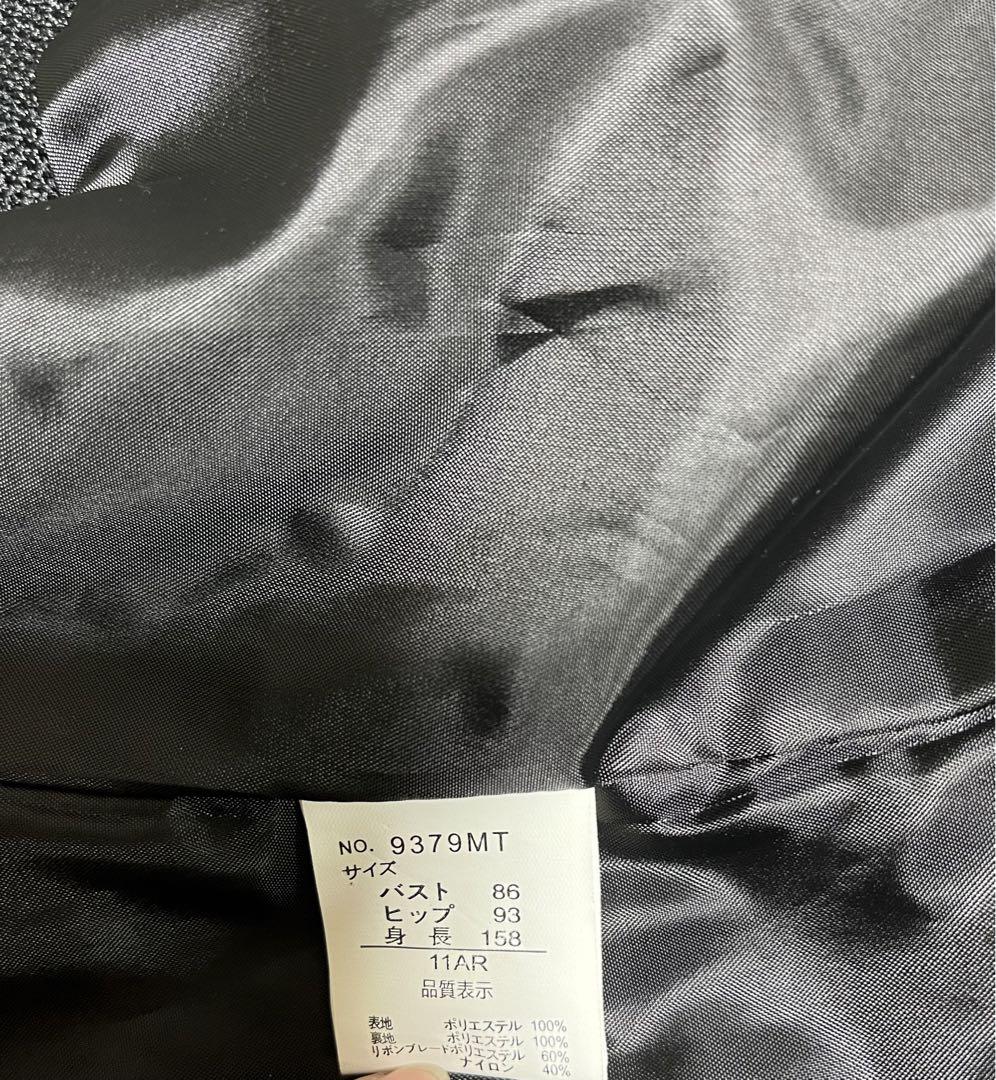 NO. 9379MT
サイズ
バスト 86
ヒップ 93
身長 158
11AR
品質表示
表地 ポリエステル 100%
裏地 ポリエステル 100%
リボンブレードポリエステル 60%
ナイロン 40%